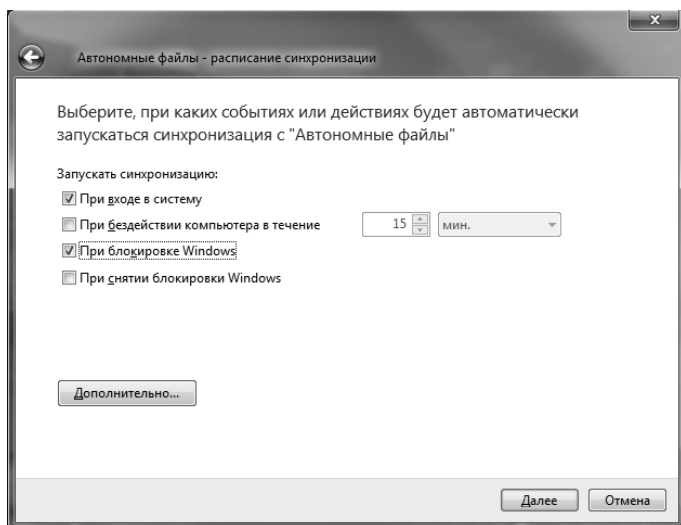 Автономные файлы - расписание синхронизации
Выберите, при каких событиях или действиях будет автоматически
запускаться синхронизация с "Автономные файлы"
Запускать синхронизацию:
При входе в систему
При бездействии компьютера в течение 15 мин.
При блокировке Windows
При снятии блокировки Windows
Дополнительно...
Далее Отмена